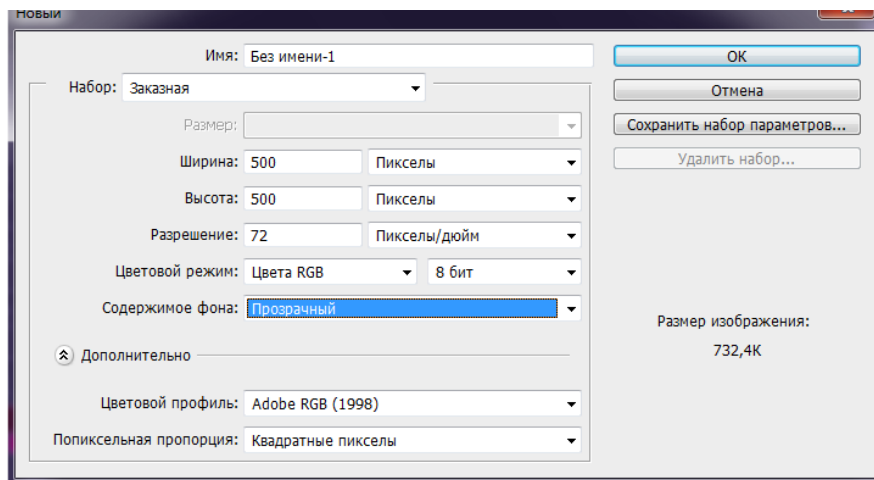 Новый
Имя: Без имени-1
ОК
Набор: Заказная
Отмена
Размер:
Сохранить набор параметров...
Ширина: 500 Пикселы
Удалить набор...
Высота: 500 Пикселы
Разрешение: 72 Пикселы/дюйм
Цветовой режим: Цвета RGB 8 бит
Содержимое фона: Прозрачный
Размер изображения:
732,4K
Дополнительно
Цветовой профиль: Adobe RGB (1998)
Попиксельная пропорция: Квадратные пикселы